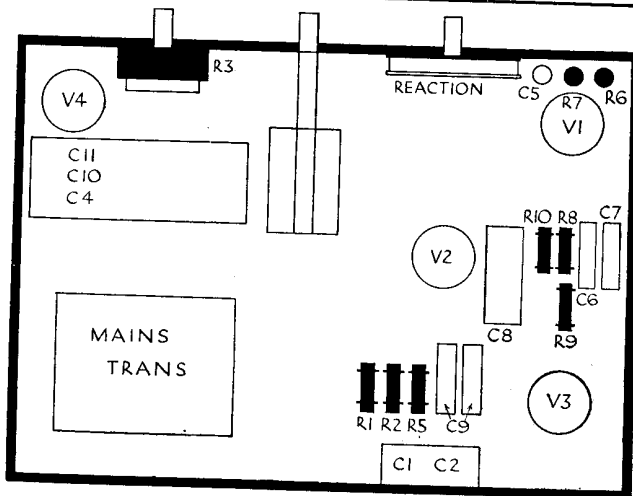 R3
REACTION
C5
R7
R6
V4
V1
C11
C10
C4
R10
R8
C7
V2
C6
C8
R9
MAINS
TRANS
V3
R1
R2
R5
C9
C1 C2